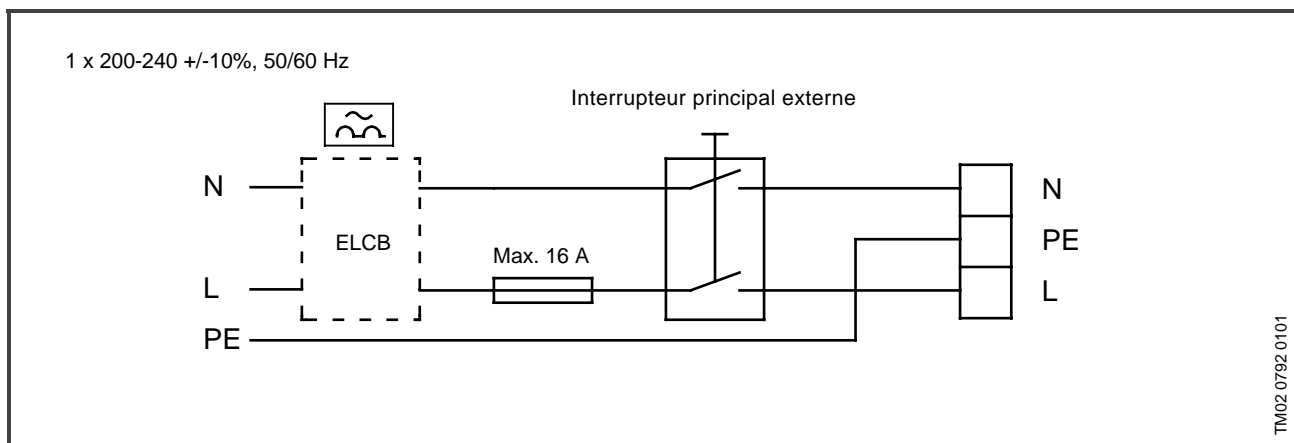 1 x 200-240 +/-10%, 50/60 Hz
Interrupteur principal externe
N
N
ELCB
PE
Max. 16 A
L
L
PE
TM02 0792 0101